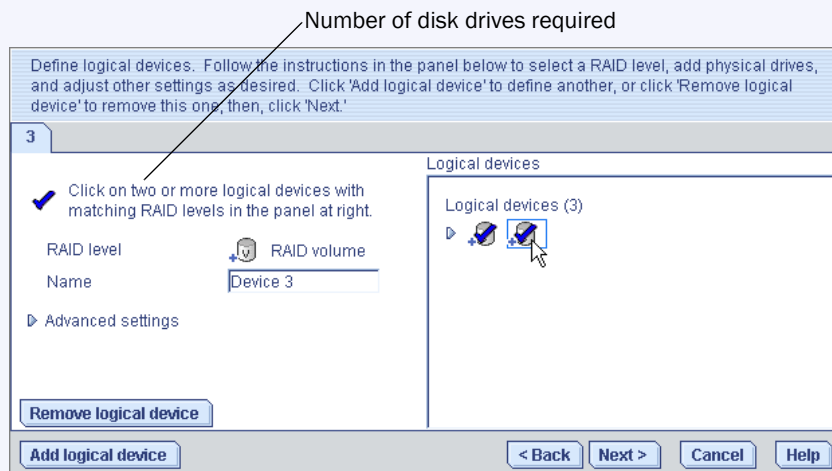 Number of disk drives required
Define logical devices. Follow the instructions in the panel below to select a RAID level, add physical drives,
and adjust other settings as desired. Click 'Add logical device' to define another, or click 'Remove logical
device' to remove this one, then, click 'Next.'
3
Click on two or more logical devices with
matching RAID levels in the panel at right.
RAID level
v
RAID volume
Name
Device 3
Advanced settings
Remove logical device
Logical devices
Logical devices (3)
Add logical device
< Back
Next >
Cancel
Help